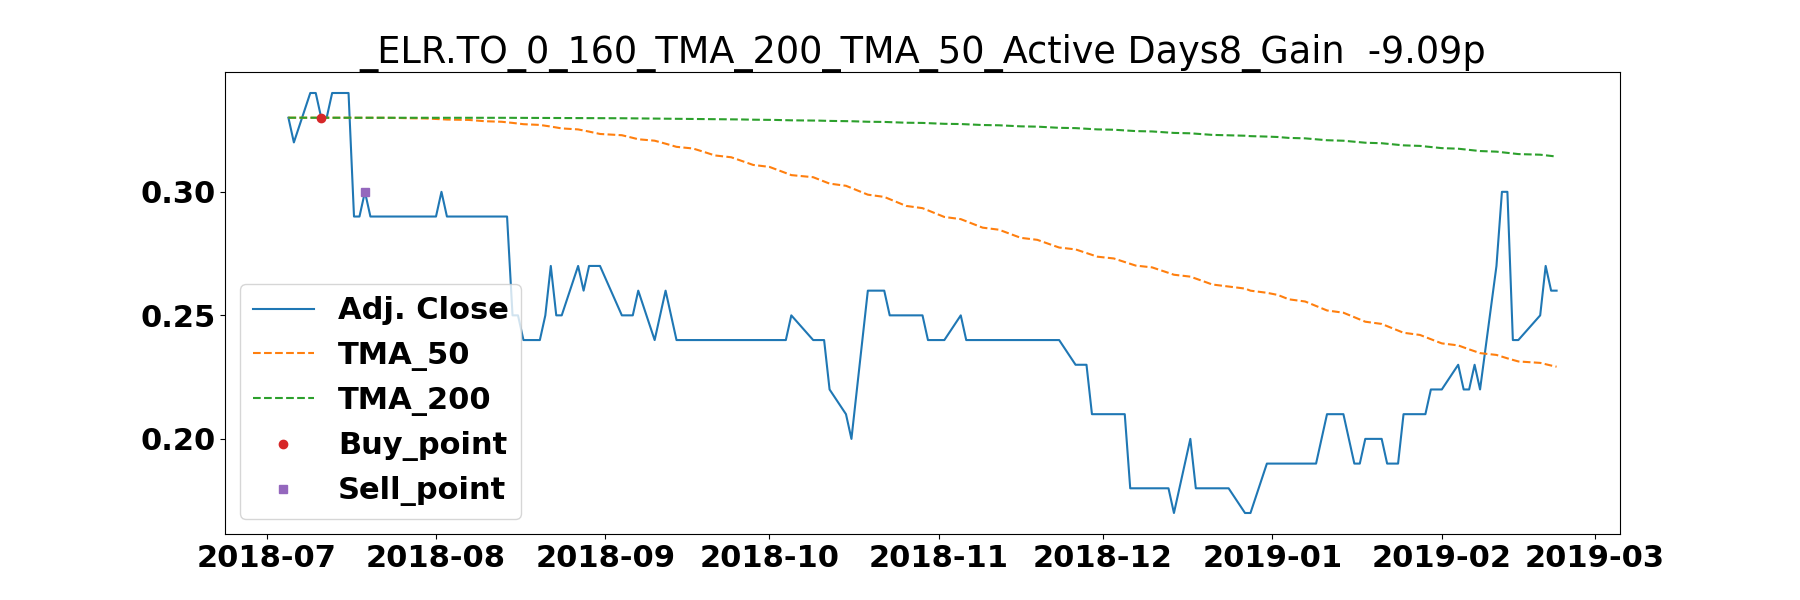 _ELR.TO_0_160_TMA_200_TMA_50_Active Days8_Gain  -9.09p
0.30
0.25
0.20
Adj. Close
TMA_50
TMA_200
Buy_point
Sell_point
2018-07 2018-08 2018-09 2018-10 2018-11 2018-12 2019-01 2019-02 2019-03